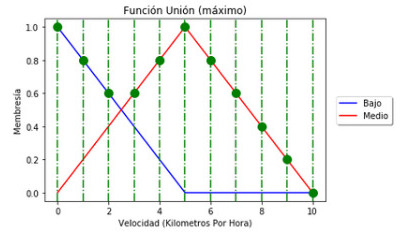 Función Unión (máximo)
1.0
0.8
0.6
0.4
0.2
0.0
Membresía
0 2 4 6 8 10
Velocidad (Kilometros Por Hora)
Bajo
Medio